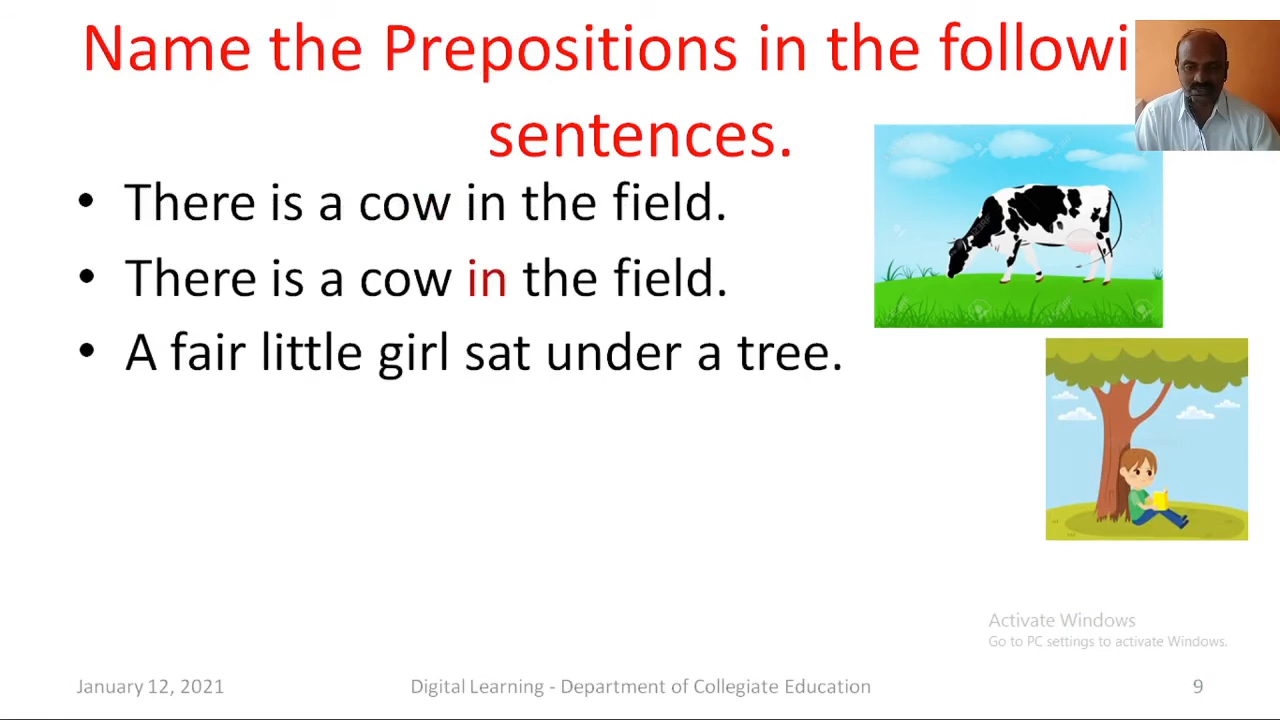 Name the Prepositions in the followi
sentences.
• There is a cow in the field.
• There is a cow in the field.
• A fair little girl sat under a tree.
Activate Windows
Go to PC settings to activate Windows.
January 12, 2021
Digital Learning - Department of Collegiate Education
9